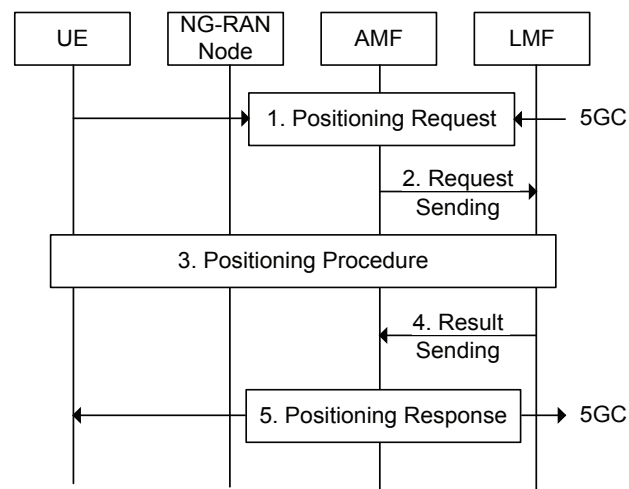 UE
NG-RAN
Node
AMF
LMF
1. Positioning Request
5GC
2. Request
Sending
3. Positioning Procedure
4. Result
Sending
5. Positioning Response
5GC